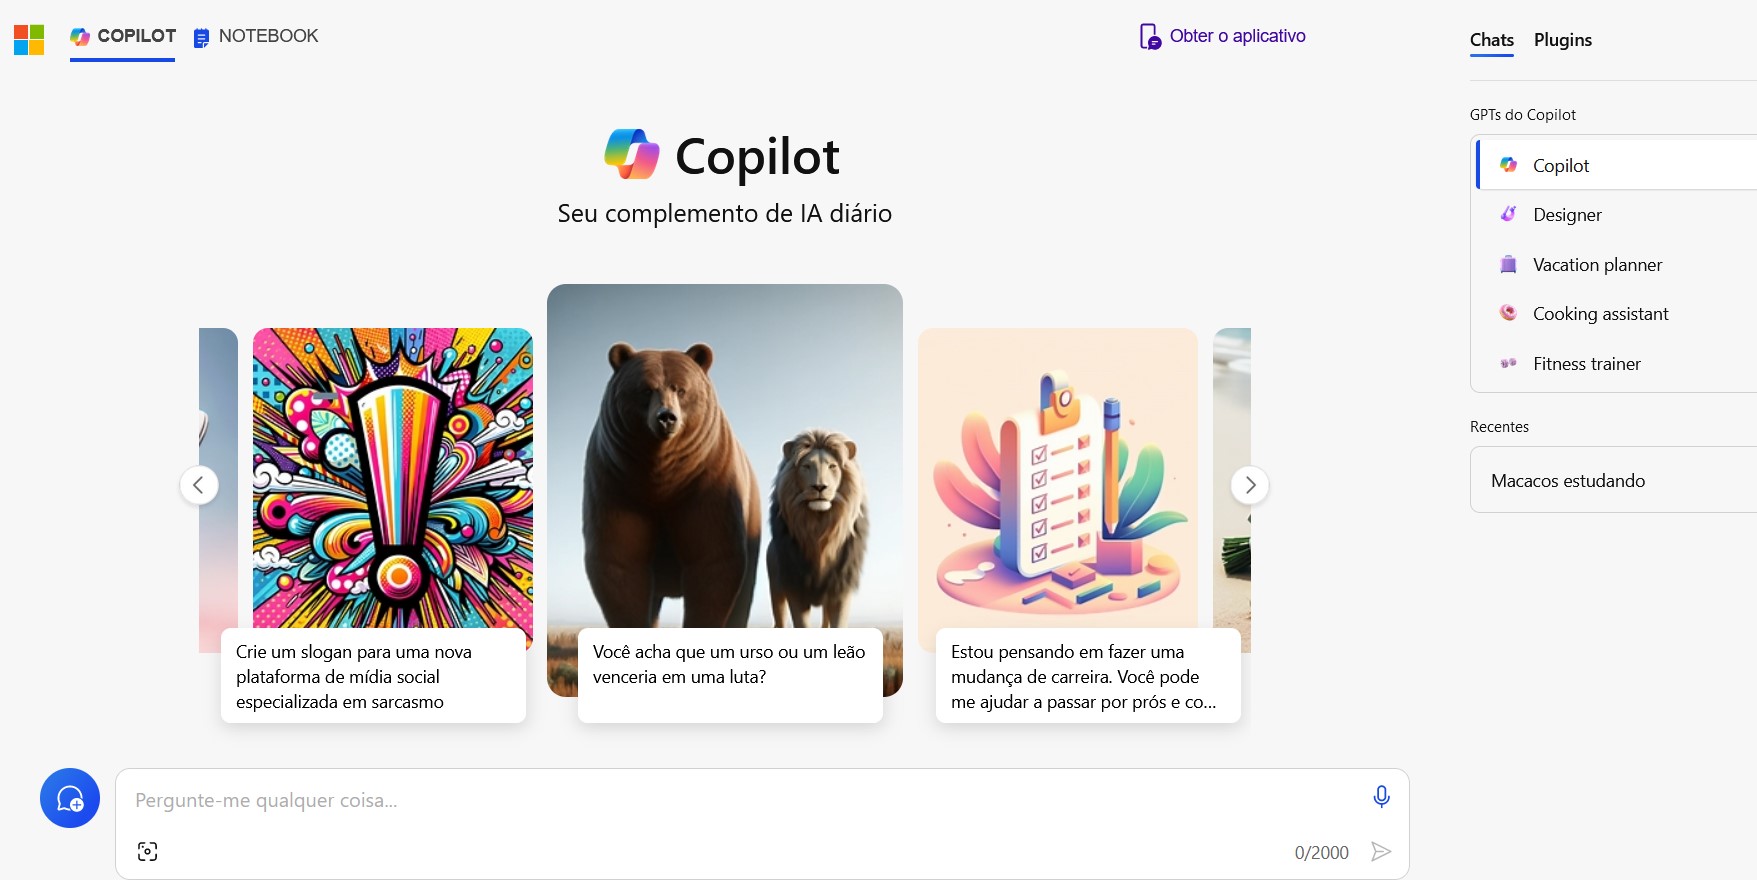 COPILOT
NOTEBOOK
Obter o aplicativo
Chats
Plugins
Copilot
Seu complemento de IA diário
Crie um slogan para uma nova
plataforma de mídia social
especializada em sarcasmo
Você acha que um urso ou um leão
venceria em uma luta?
Estou pensando em fazer uma
mudança de carreira. Você pode
me ajudar a passar por prós e co...
Pergunte-me qualquer coisa...
0/2000
GPTs do Copilot
Copilot
Designer
Vacation planner
Cooking assistant
Fitness trainer
Recentes
Macacos estudando